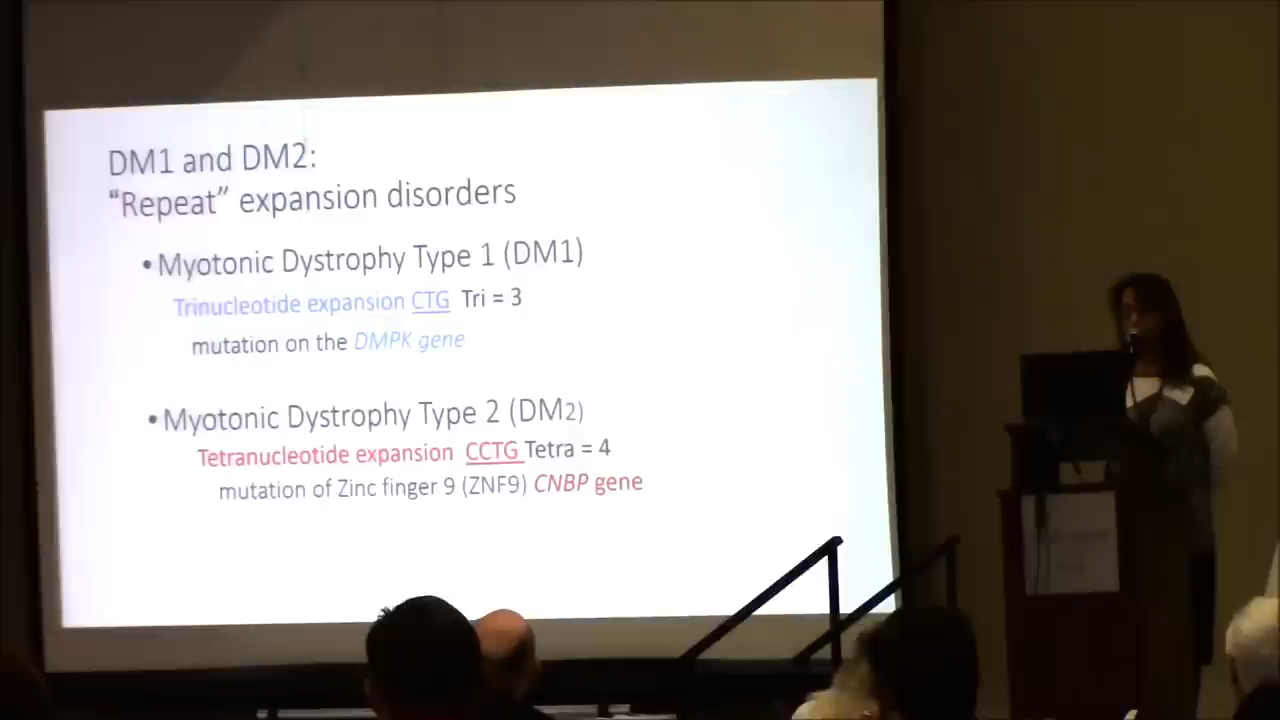 DM1 and DM2:
“Repeat” expansion disorders
• Myotonic Dystrophy Type 1 (DM1)
Trinucleotide expansion CTG Tri = 3
mutation on the DMPK gene
• Myotonic Dystrophy Type 2 (DM2)
Tetranucleotide expansion CCTG Tetra = 4
mutation of Zinc finger 9 (ZNF9) CNBP gene